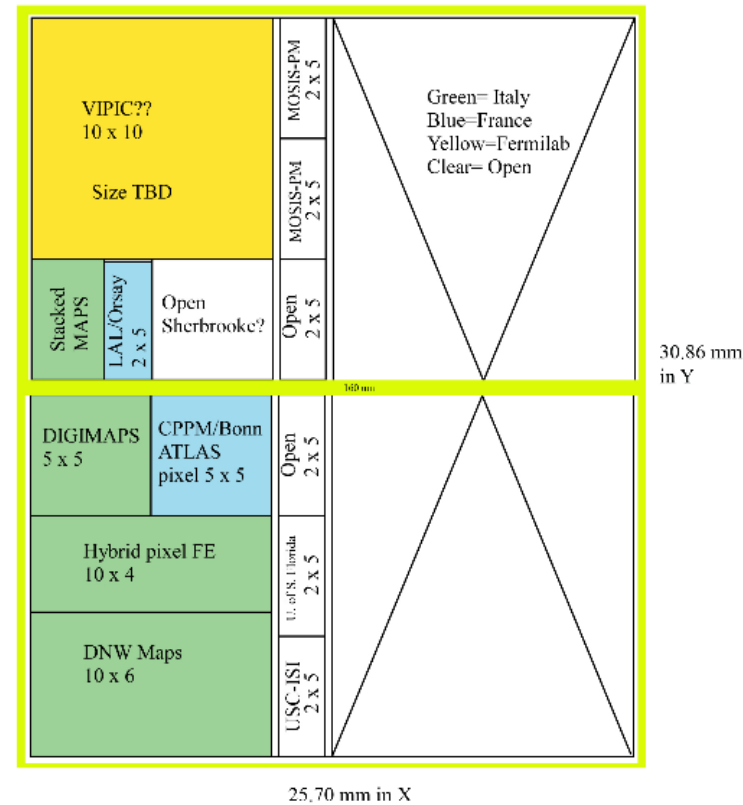 VIPIC??
10 x 10
Size TBD
MOSIS-PM
2 x 5
MOSIS-PM
2 x 5
Green= Italy
Blue=France
Yellow=Fermilab
Clear= Open
Stacked
MAPS
LAL/Orsay
2 x 5
Open
Sherbrooke?
Open
2 x 5
30.86 mm
in Y
DIGIMAPS
5 x 5
CPPM/Bonn
ATLAS
pixel 5 x 5
Open
2 x 5
Hybrid pixel FE
10 x 4
U. of S. Florida
2 x 5
DNW Maps
10 x 6
USC-ISI
2 x 5
25.70 mm in X